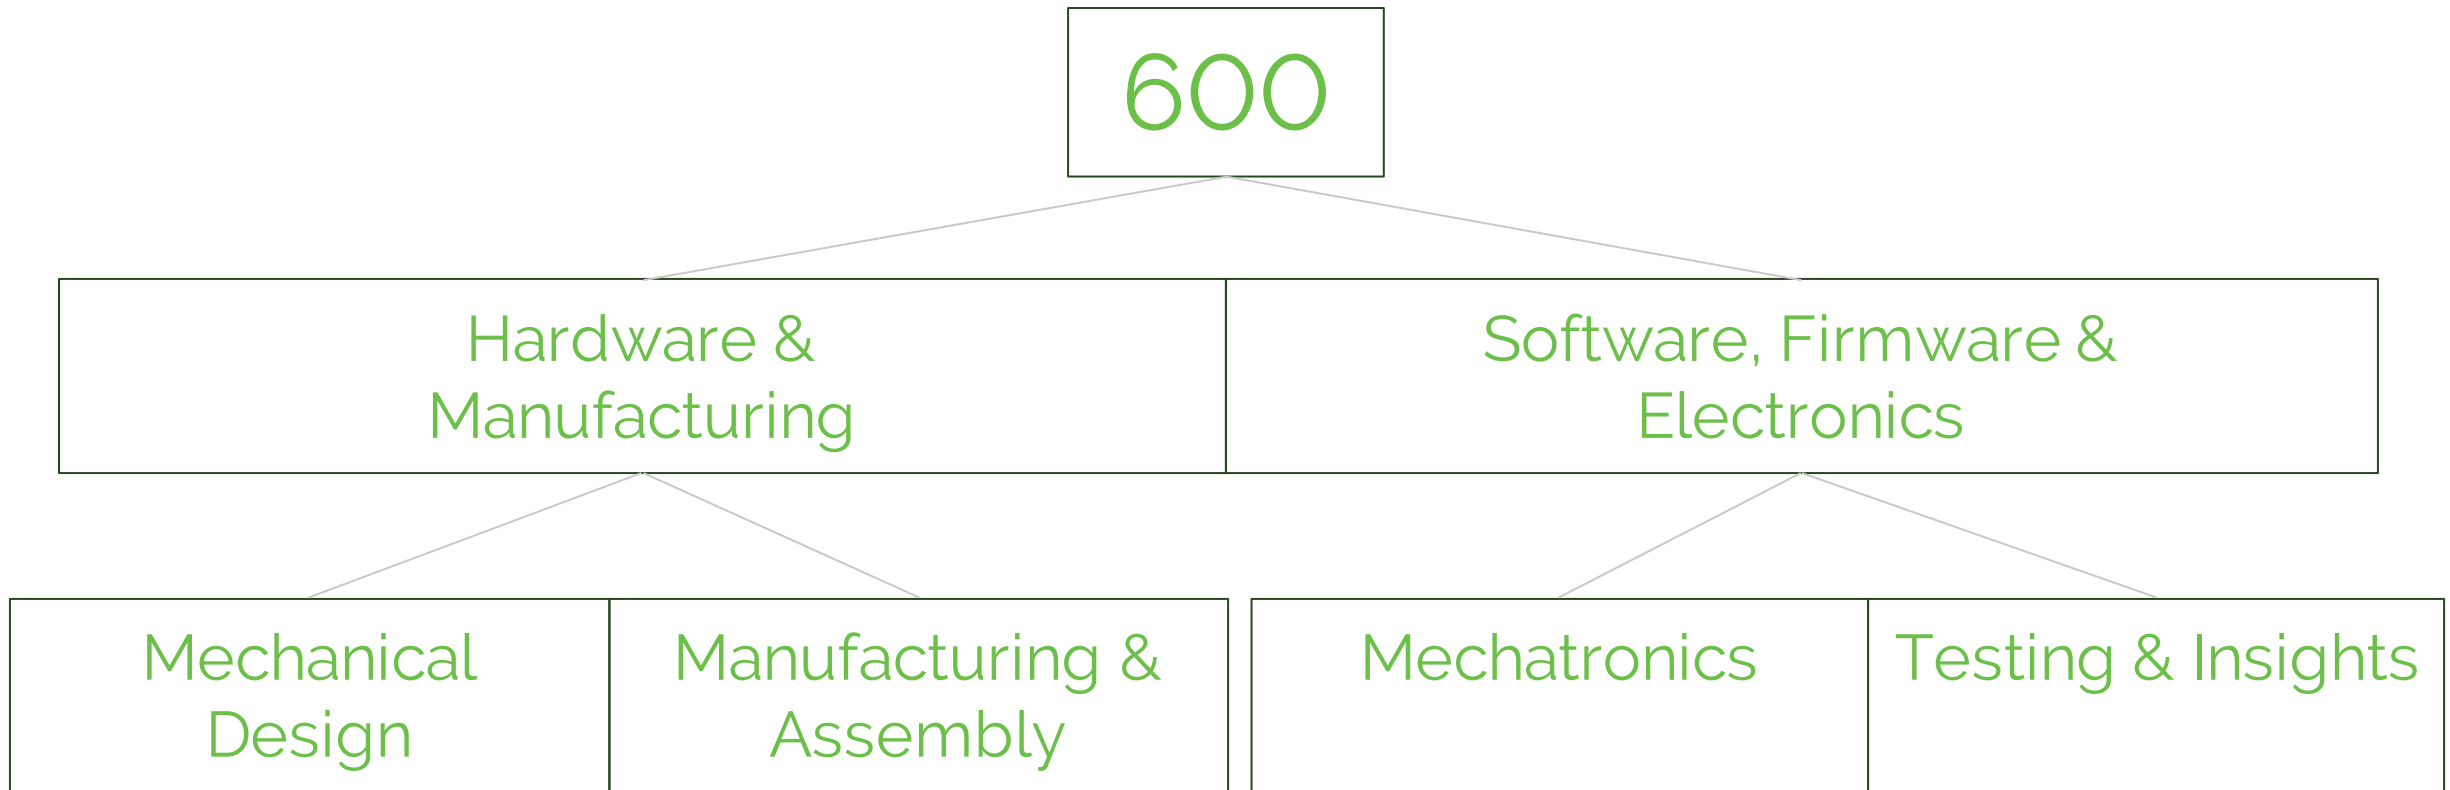 600
Hardware &
Manufacturing
Software, Firmware &
Electronics
Mechanical
Design
Manufacturing &
Assembly
Mechatronics
Testing & Insights